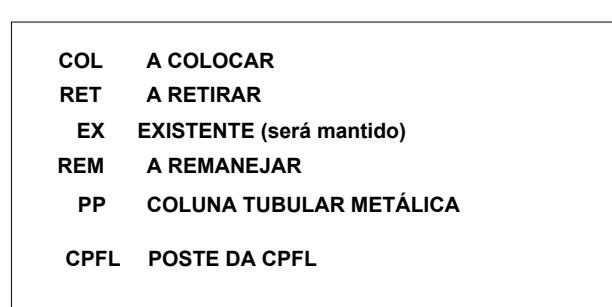 COL A COLOCAR
RET A RETIRAR
EX EXISTENTE (será mantido)
REM A REMANEJAR
PP COLUNA TUBULAR METÁLICA
CPFL POSTE DA CPFL